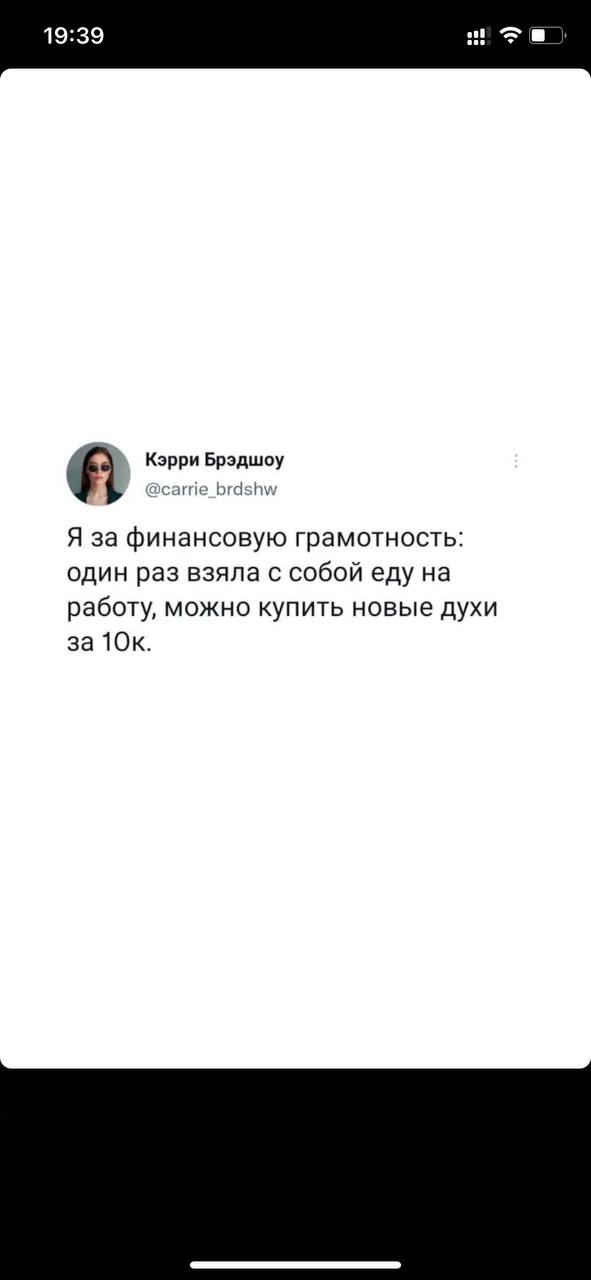 19:39
Кэрри Брэдшоу
@carrie_brdshw
Я за финансовую грамотность:
один раз взяла с собой еду на
работу, можно купить новые духи
за 10к.